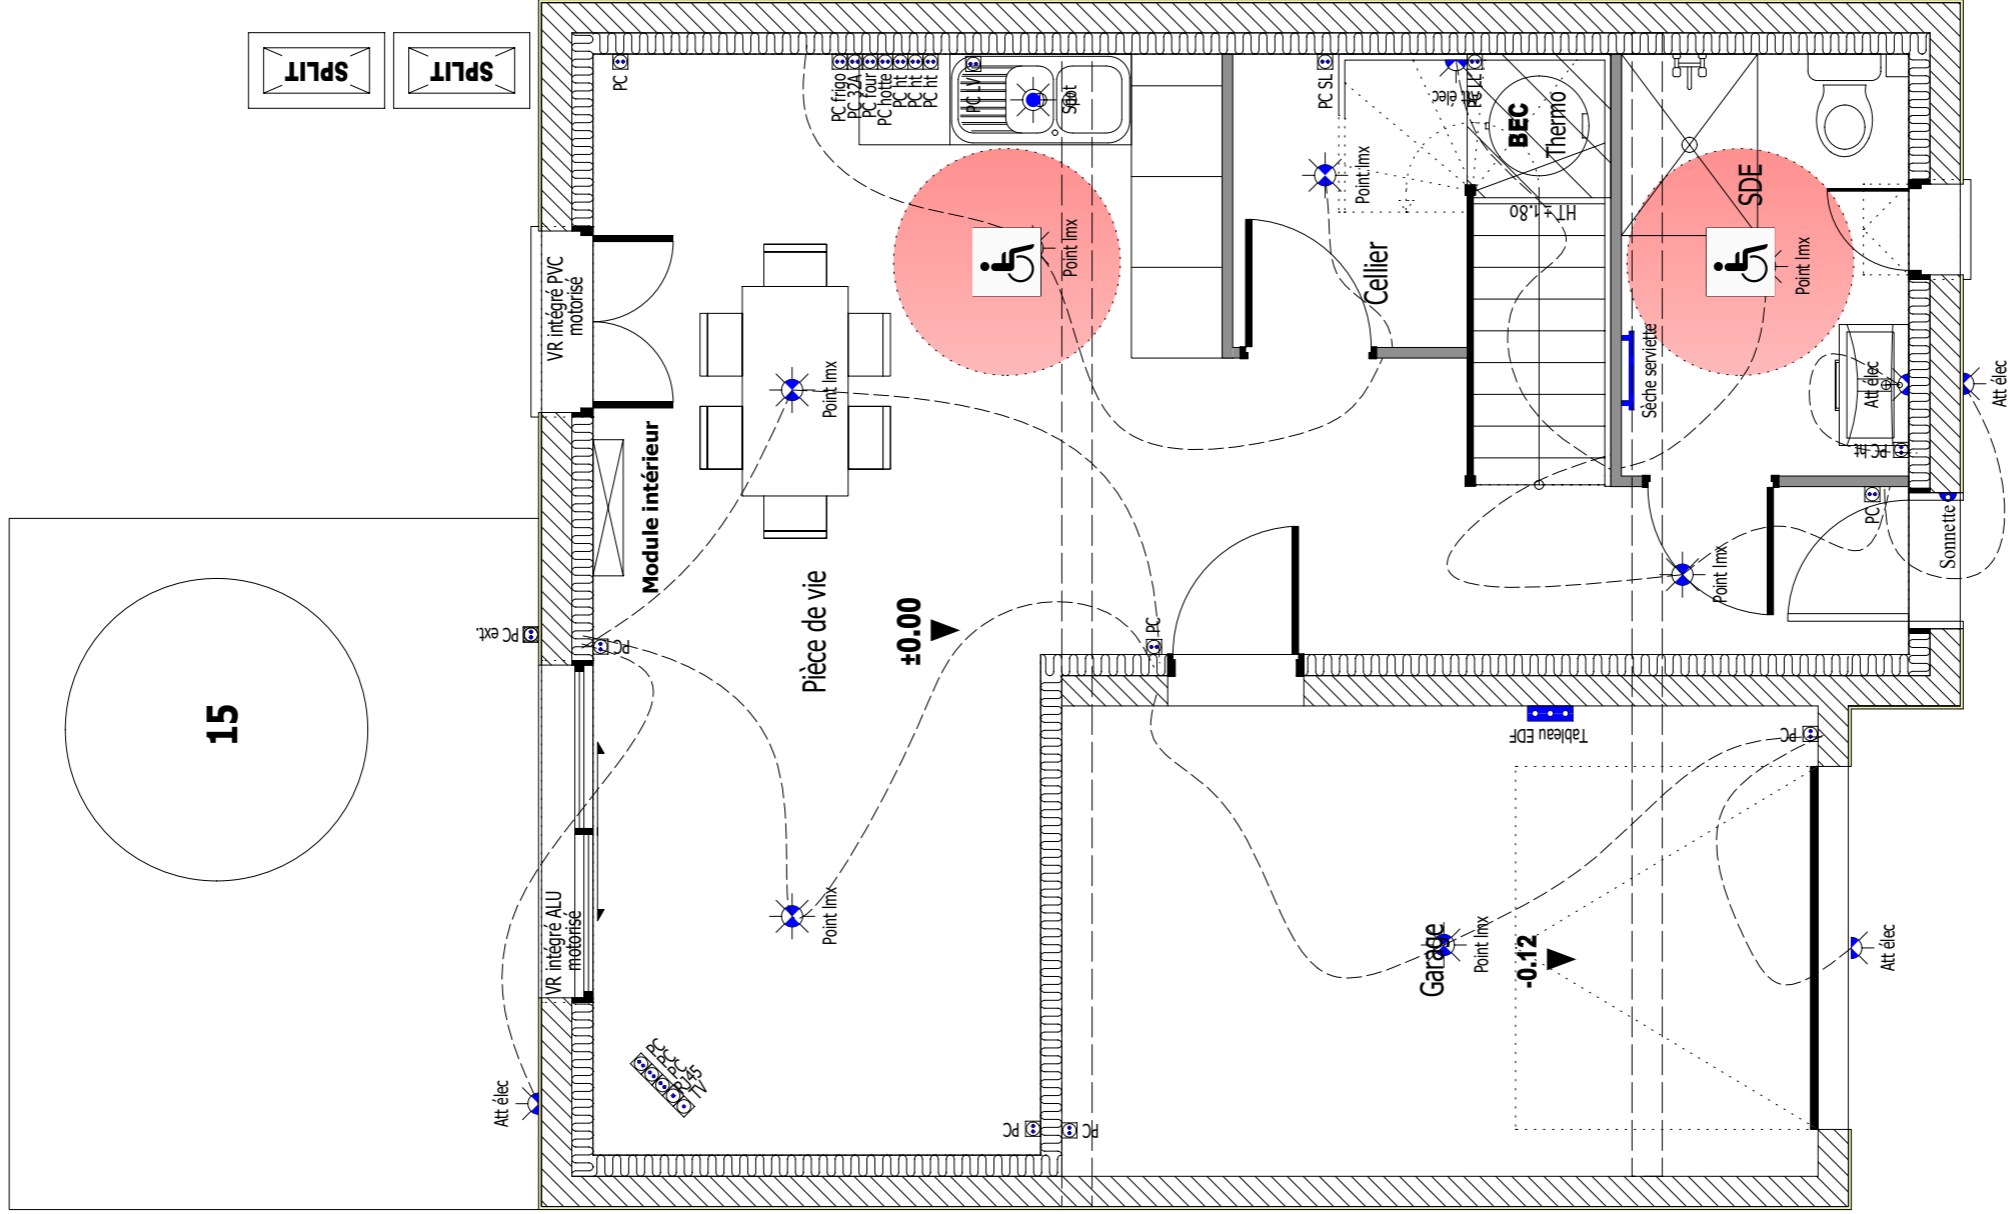 SPLIT
SPLIT
15
PC ext.
Att élec
VR intégré PVC
motorisé
VR intégré ALU
motorisé
Module intérieur
PC
PC
Pièce de vie
±0.00
Point lmx
Point lmx
PC
PC
PC
RJ45
TV
PC
PC
PC frigo
PC 32A
PC four
PC hotte
PC ht
PC ht
PC ht
PC LV
Spot
Point lmx
PC
PC SL
Point lmx
Cellier
Att élec
PC LL
BEC
Thermo
HT = 1.80
SDE
Point lmx
Sèche serviette
Att élec
PC ht
Att élec
PC
Sonnette
Point lmx
Tableau EDF
PC
Garage
Point lmx
-0.12
Att élec